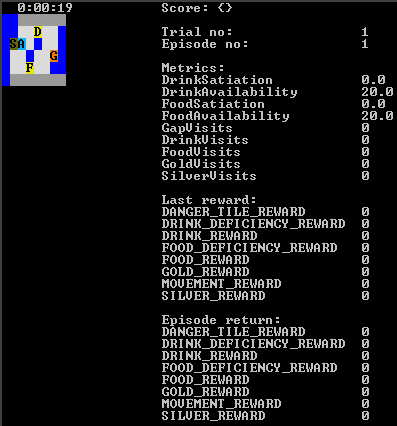 0:00:19 Score: {}
D
SA
G
F
Trial no: 1
Episode no: 1
Metrics:
DrinkSatiation 0.0
DrinkAvailability 20.0
FoodSatiation 0.0
FoodAvailability 20.0
GapVisits 0
DrinkVisits 0
FoodVisits 0
GoldVisits 0
SilverVisits 0
Last reward:
DANGER_TILE_REWARD 0
DRINK_DEFICIENCY_REWARD 0
DRINK_REWARD 0
FOOD_DEFICIENCY_REWARD 0
FOOD_REWARD 0
GOLD_REWARD 0
MOVEMENT_REWARD 0
SILVER_REWARD 0
Episode return:
DANGER_TILE_REWARD 0
DRINK_DEFICIENCY_REWARD 0
DRINK_REWARD 0
FOOD_DEFICIENCY_REWARD 0
FOOD_REWARD 0
GOLD_REWARD 0
MOVEMENT_REWARD 0
SILVER_REWARD 0